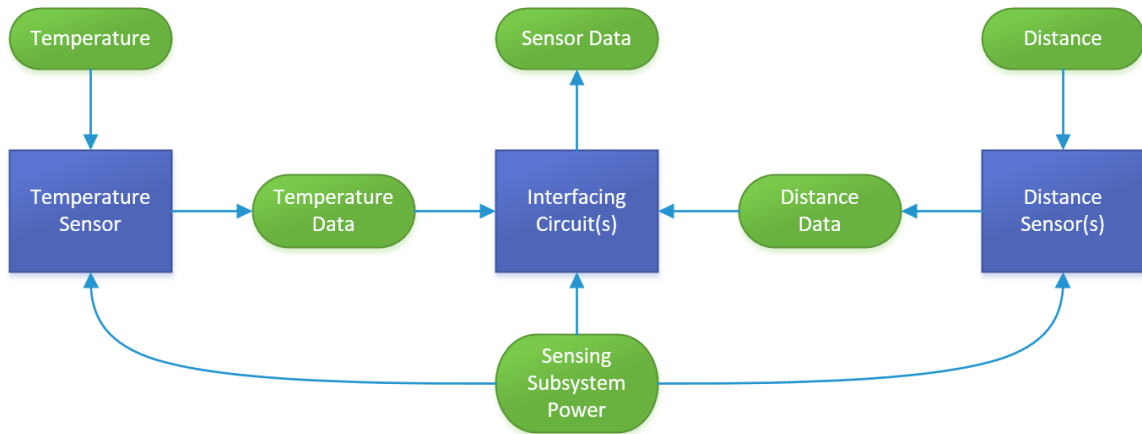 Temperature
Sensor Data
Distance
Temperature
Sensor
Temperature
Data
Interfacing
Circuit(s)
Distance
Data
Distance
Sensor(s)
Sensing
Subsystem
Power